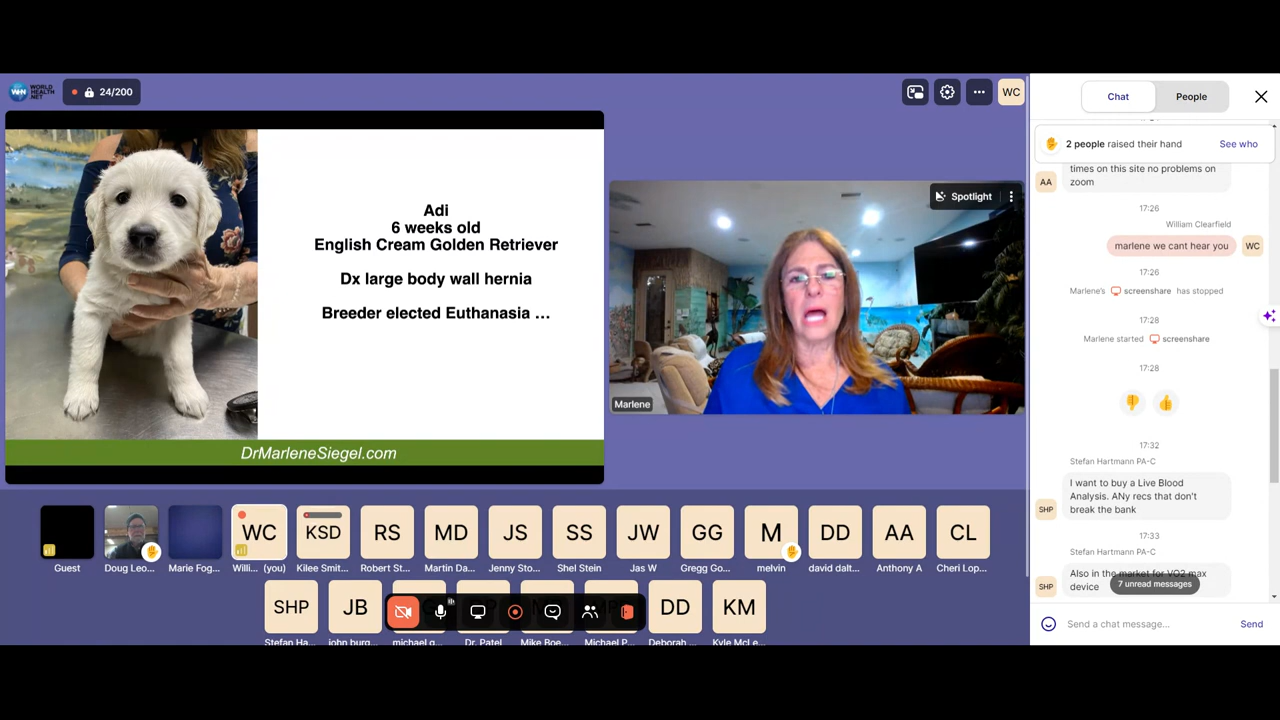 WHN WORLD
HEALTH
NET
24/200
WC
Adi
6 weeks old
English Cream Golden Retriever
Dx large body wall hernia
Breeder elected Euthanasia …
DrMarleneSiegel.com
Spotlight
Marlene
Chat
People
2 people raised their hand
See who
times on this site no problems on
zoom
AA
17:26
William Clearfield
marlene we cant hear you
WC
17:26
Marlene's screenshare has stopped
17:28
Marlene started screenshare
17:28
17:32
Stefan Hartmann PA-C
I want to buy a Live Blood
Analysis. ANy recs that don't
break the bank
SHP
17:33
Stefan Hartmann PA-C
Also in the market for VO2 max
device
SHP
7 unread messages
Send a chat message...
Send
WC
KSD
RS
MD
JS
SS
JW
GG
M
DD
AA
CL
Guest
Doug Leo...
Marie Fog...
Willi... (you)
Kilee Smit...
Robert St...
Martin Da...
Jenny Sto...
Shel Stein
Jas W
Gregg Go...
melvin
david dalt...
Anthony A
Cheri Lop...
SHP
JB
DD
KM
Stefan Ha...
john burg...
michael g...
Dr. Patel
Mike Boe...
Michael P...
Deborah ...
Kyle McLe...